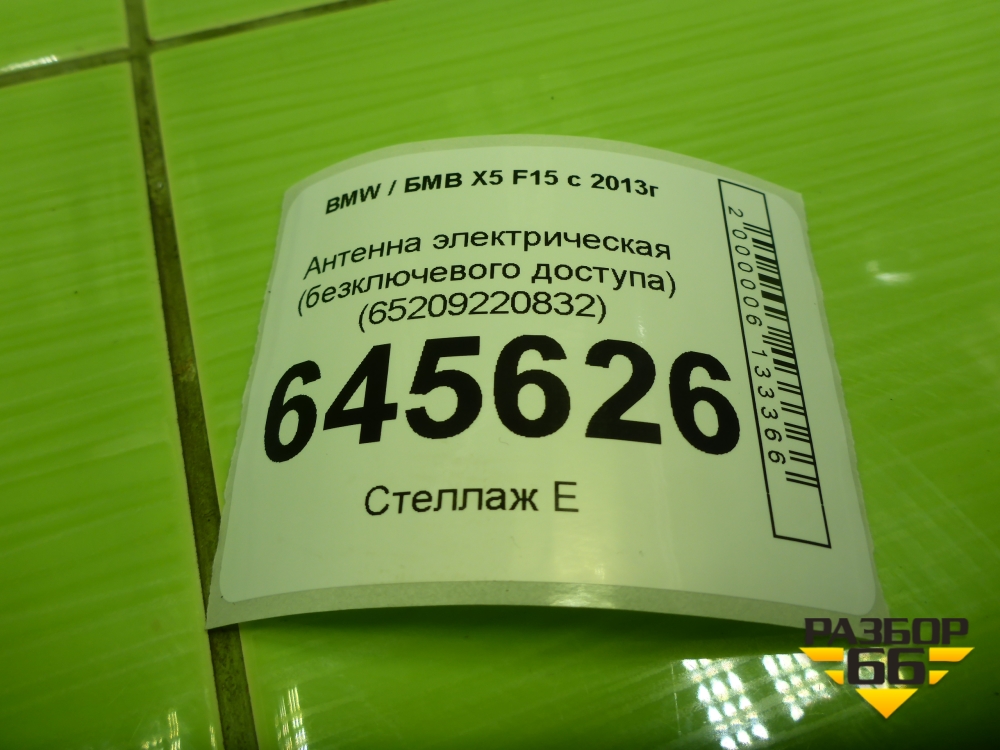 BMW / БМВ X5 F15 с 2013г
Антенна электрическая
(безключевого доступа)
(65209220832)
645626
Стеллаж Е
2000006133366
РАЗБОР
66